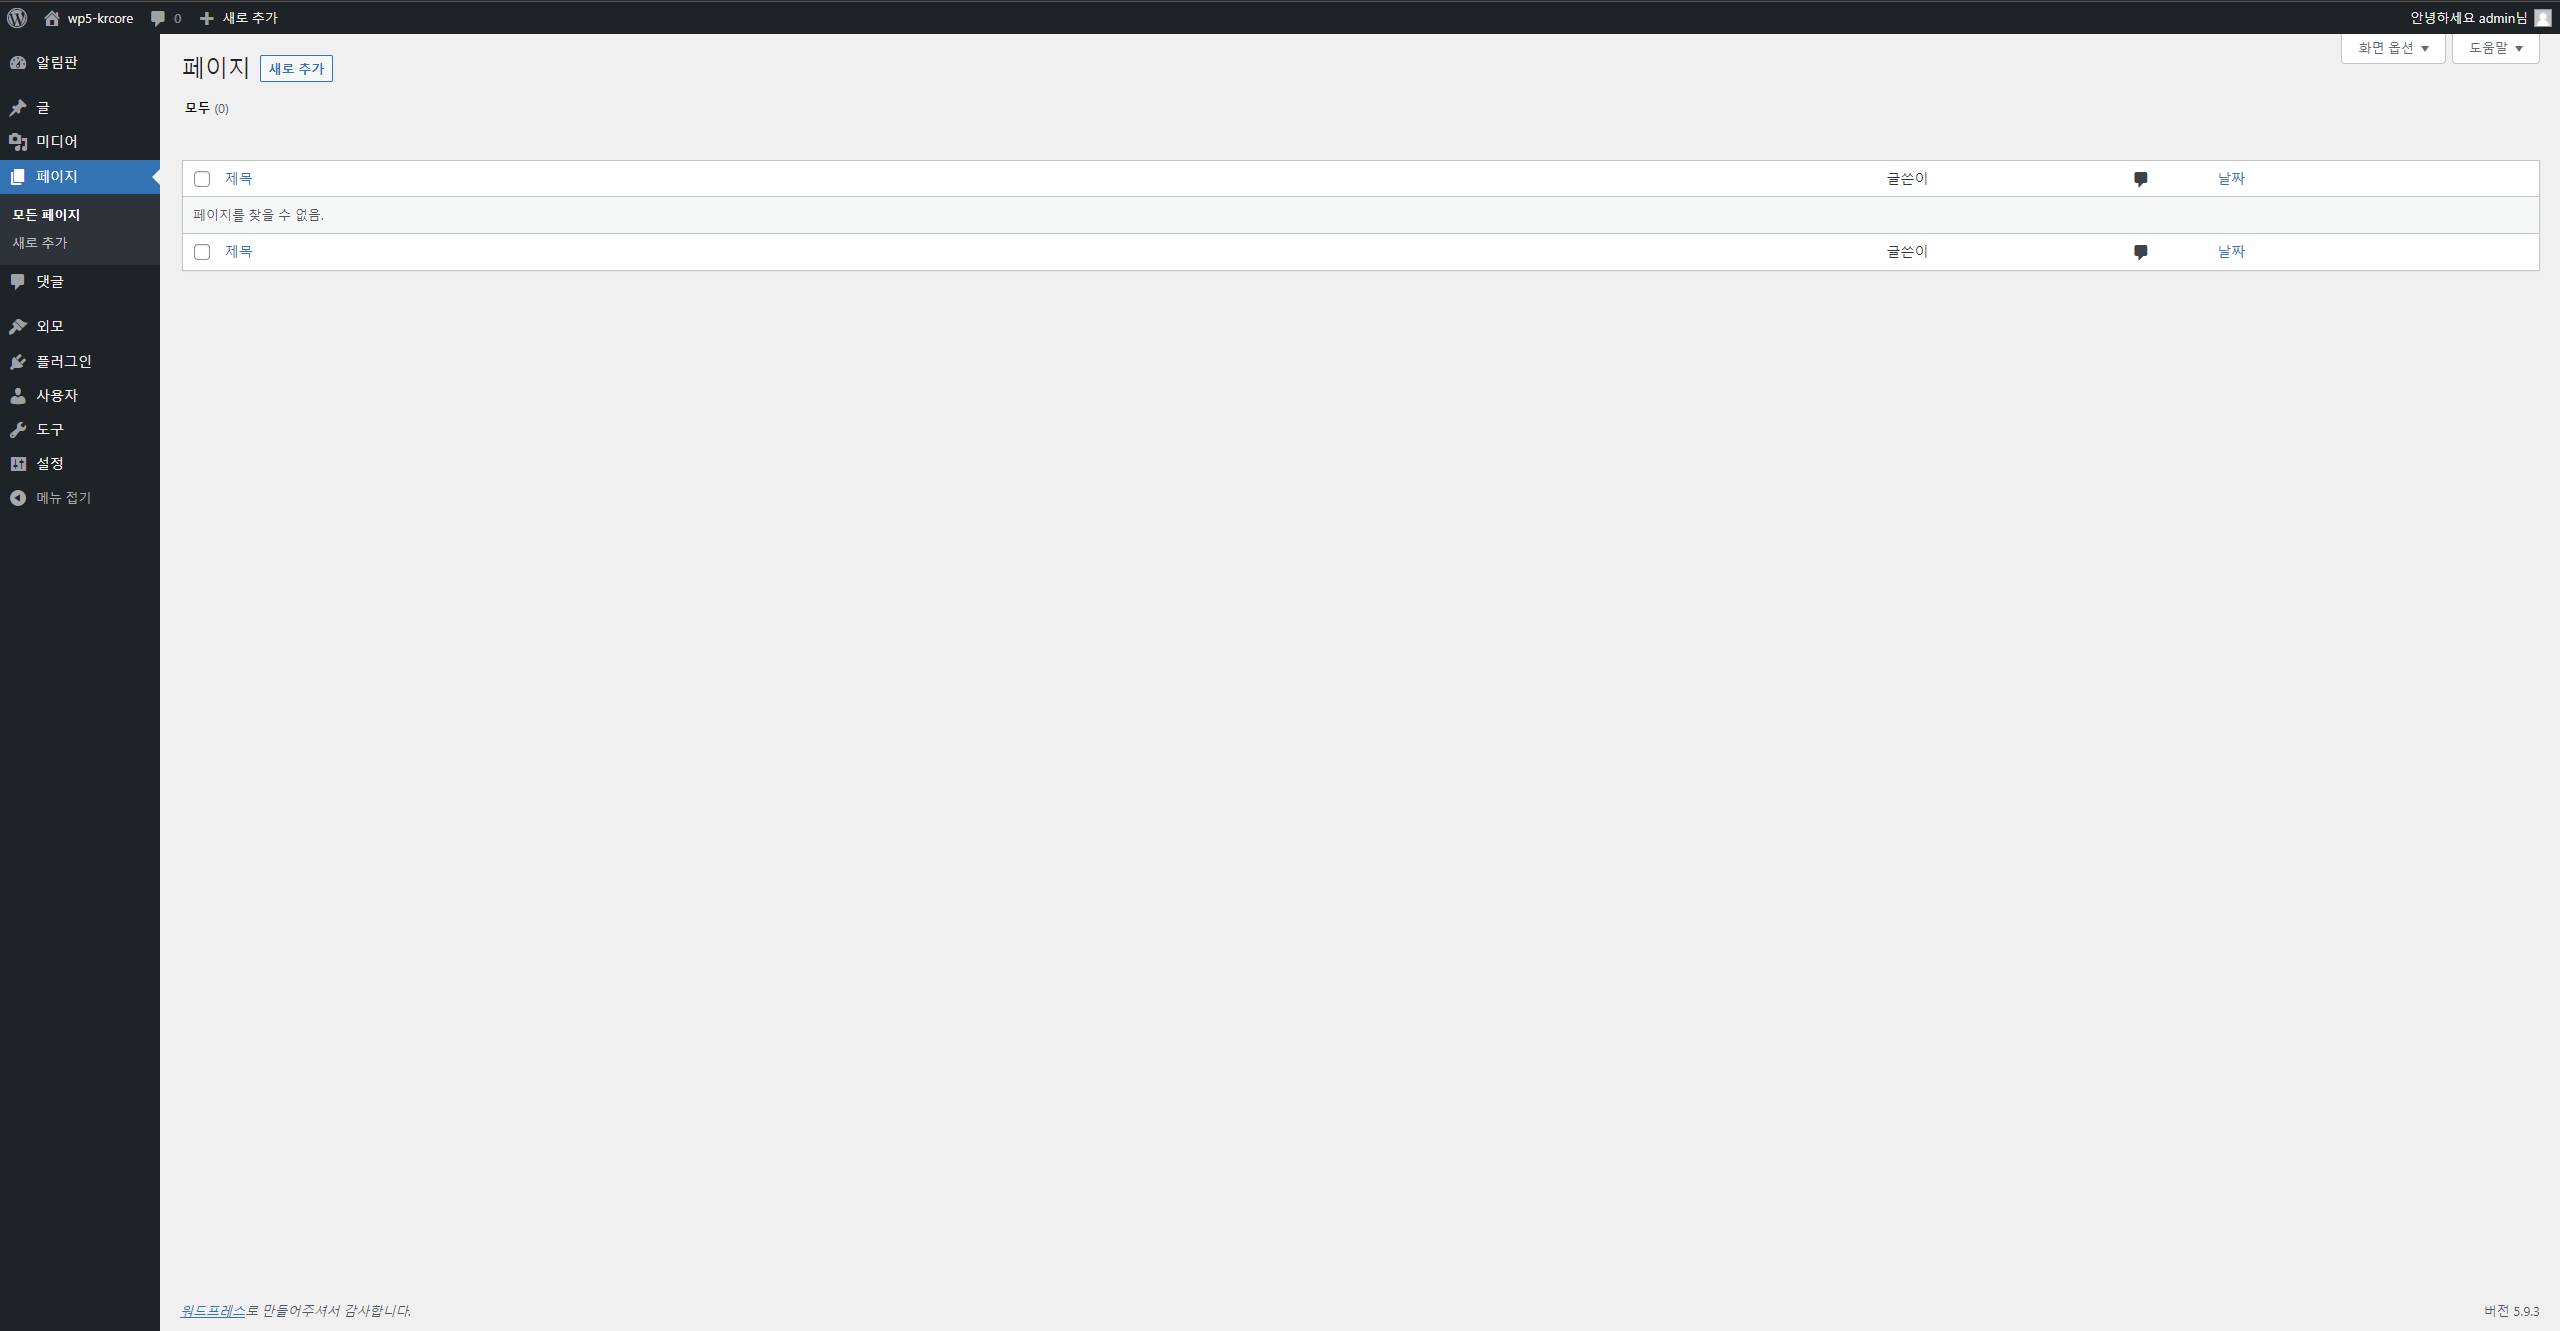 wp5-krcore 0 새로 추가 안녕하세요 admin님
알림판
글
미디어
페이지
모든 페이지
새로 추가
댓글
외모
플러그인
사용자
도구
설정
메뉴 접기
화면 옵션 도움말
페이지 새로 추가
모두 (0)
제목 글쓴이 날짜
페이지를 찾을 수 없음.
제목 글쓴이 날짜
워드프레스로 만들어주셔서 감사합니다. 버전 5.9.3